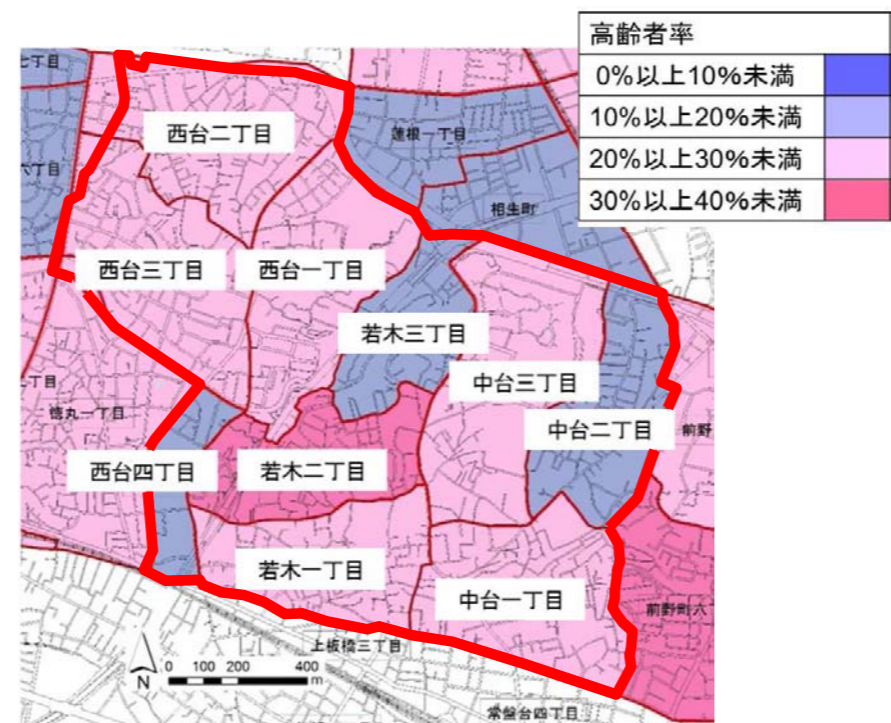 高齢者率
0%以上10%未満
10%以上20%未満
20%以上30%未満
30%以上40%未満
七丁目
西台二丁目
蓮根一丁目
六丁目
相生町
西台三丁目
西台一丁目
若木三丁目
中台三丁目
丁目
徳丸一丁目
中台二丁目
前野
西台四丁目
若木二丁目
若木一丁目
中台一丁目
前野町六
上板橋三丁目
N
0 100 200 400
m
常盤台四丁目